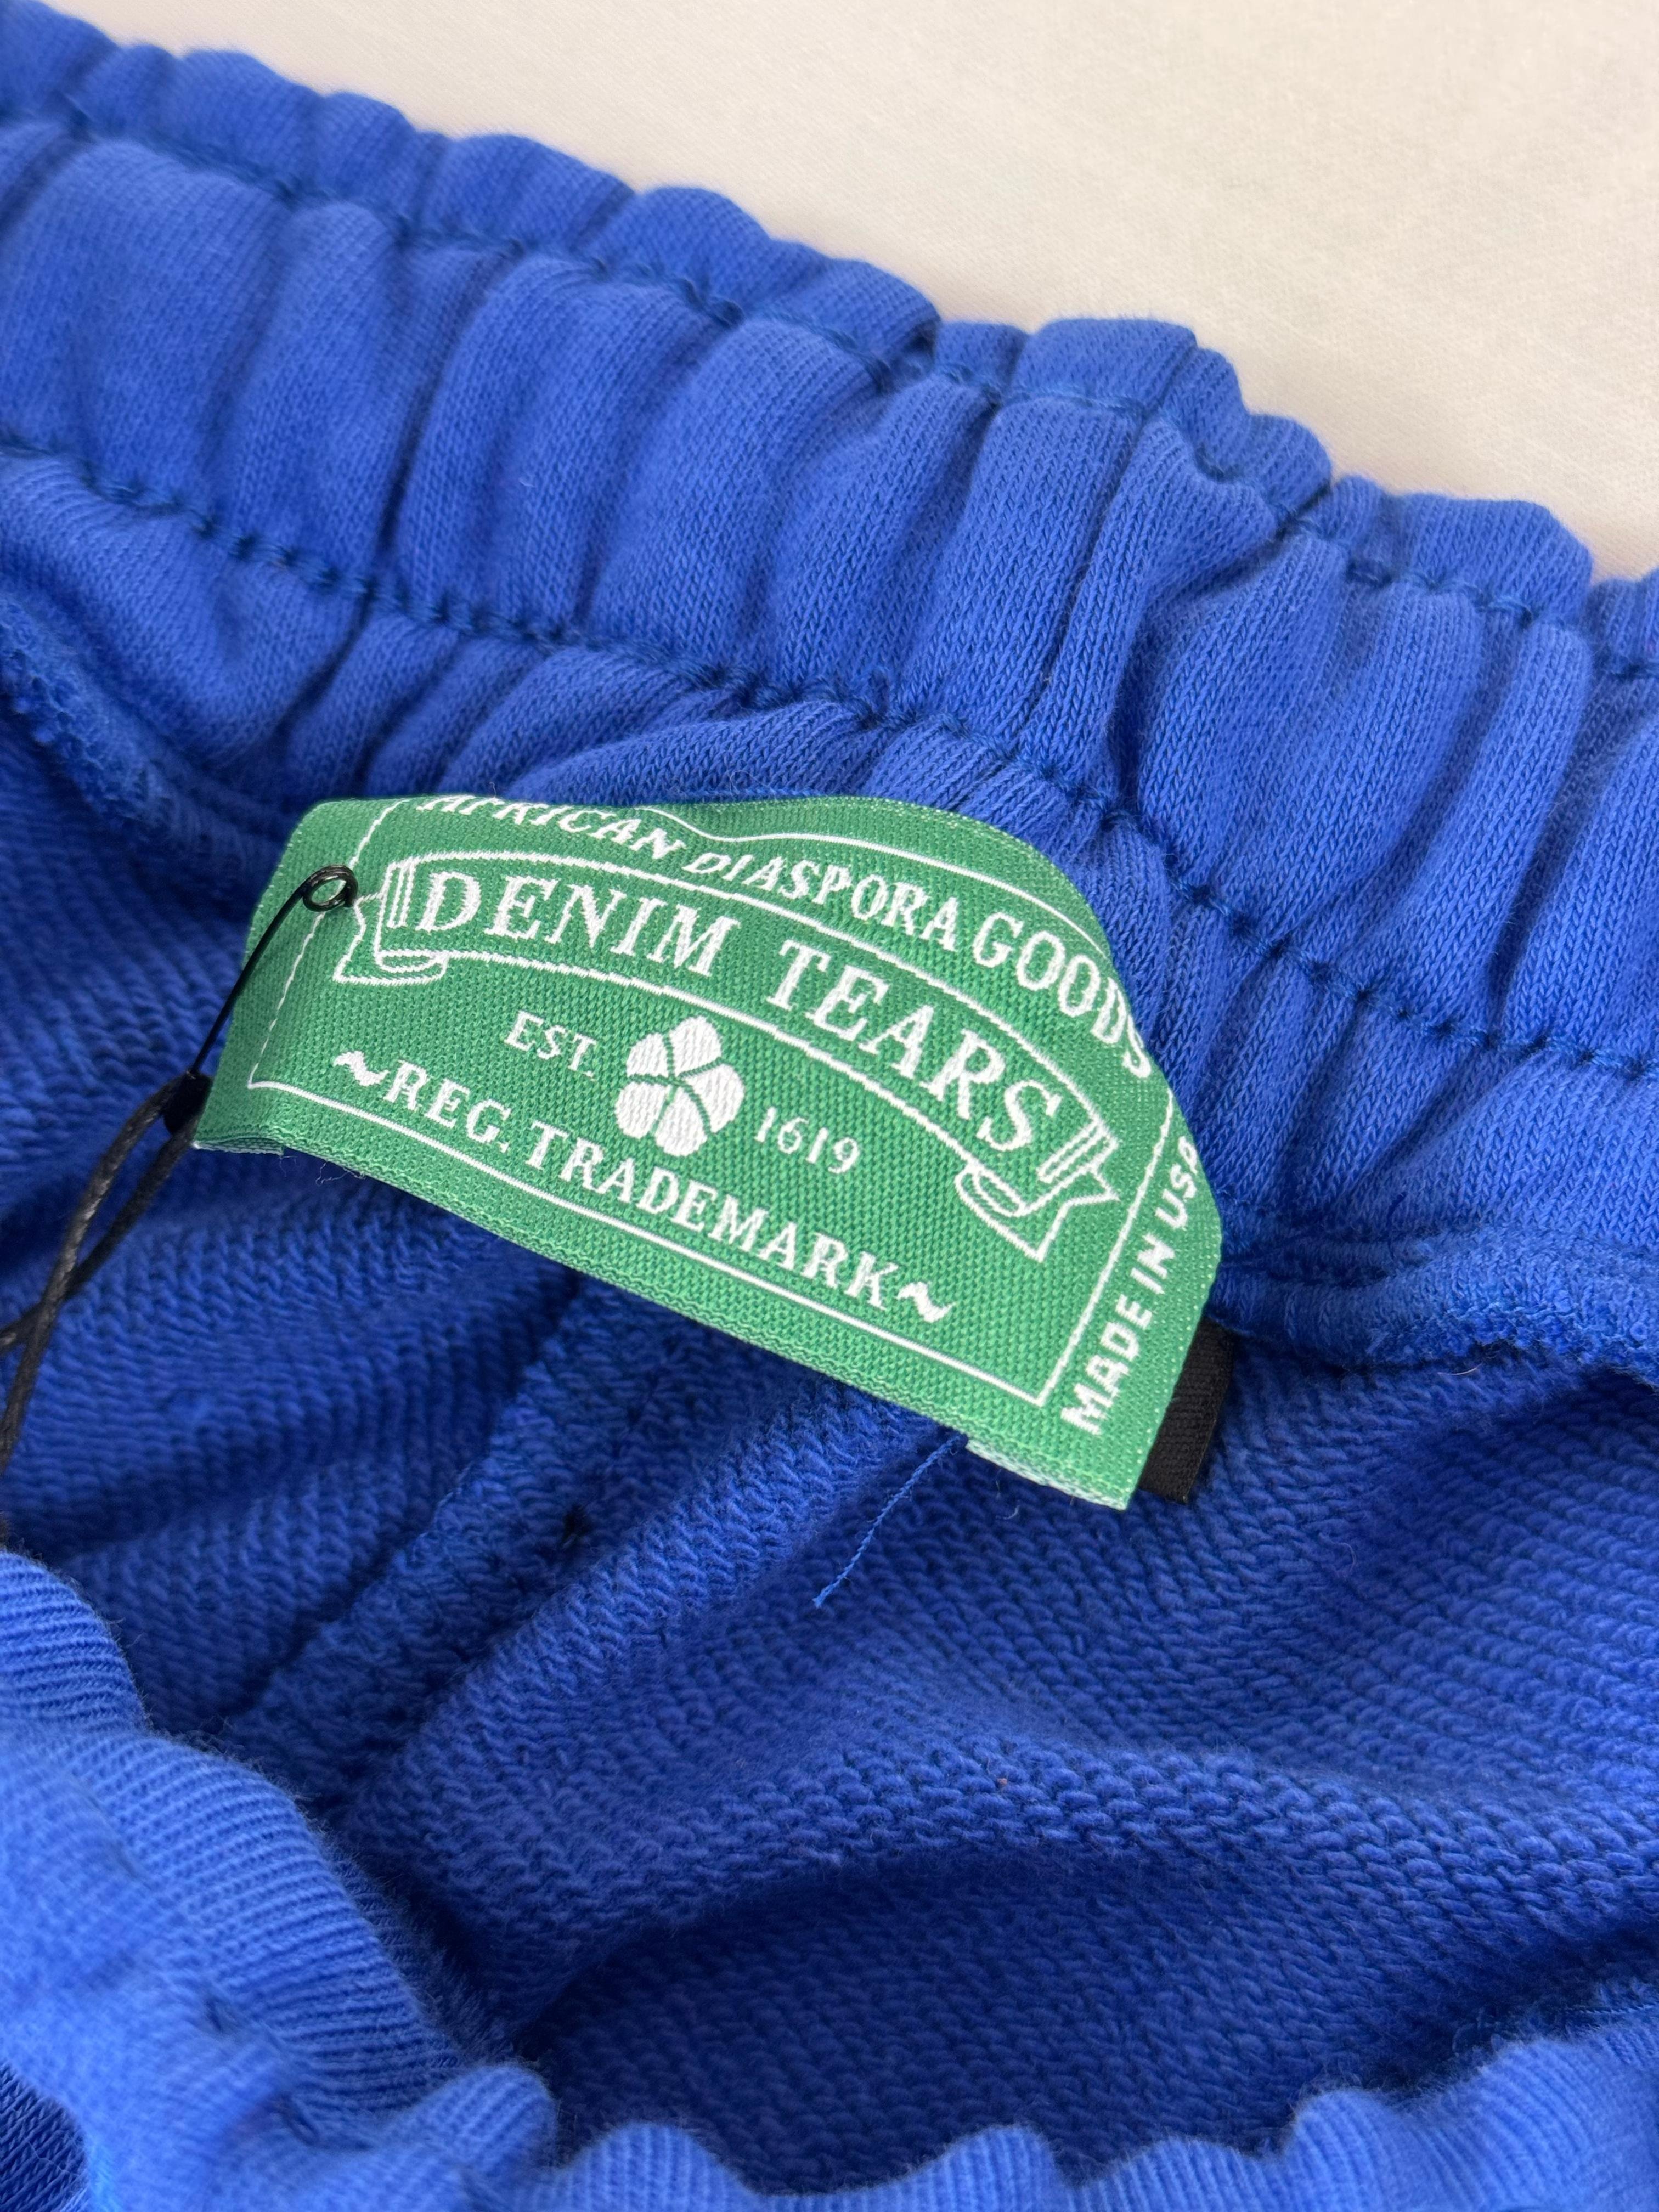 AFRICAN DIASPORA GOODS
DENIM TEARS
EST. 1619
~REG. TRADEMARK~
MADE IN USA